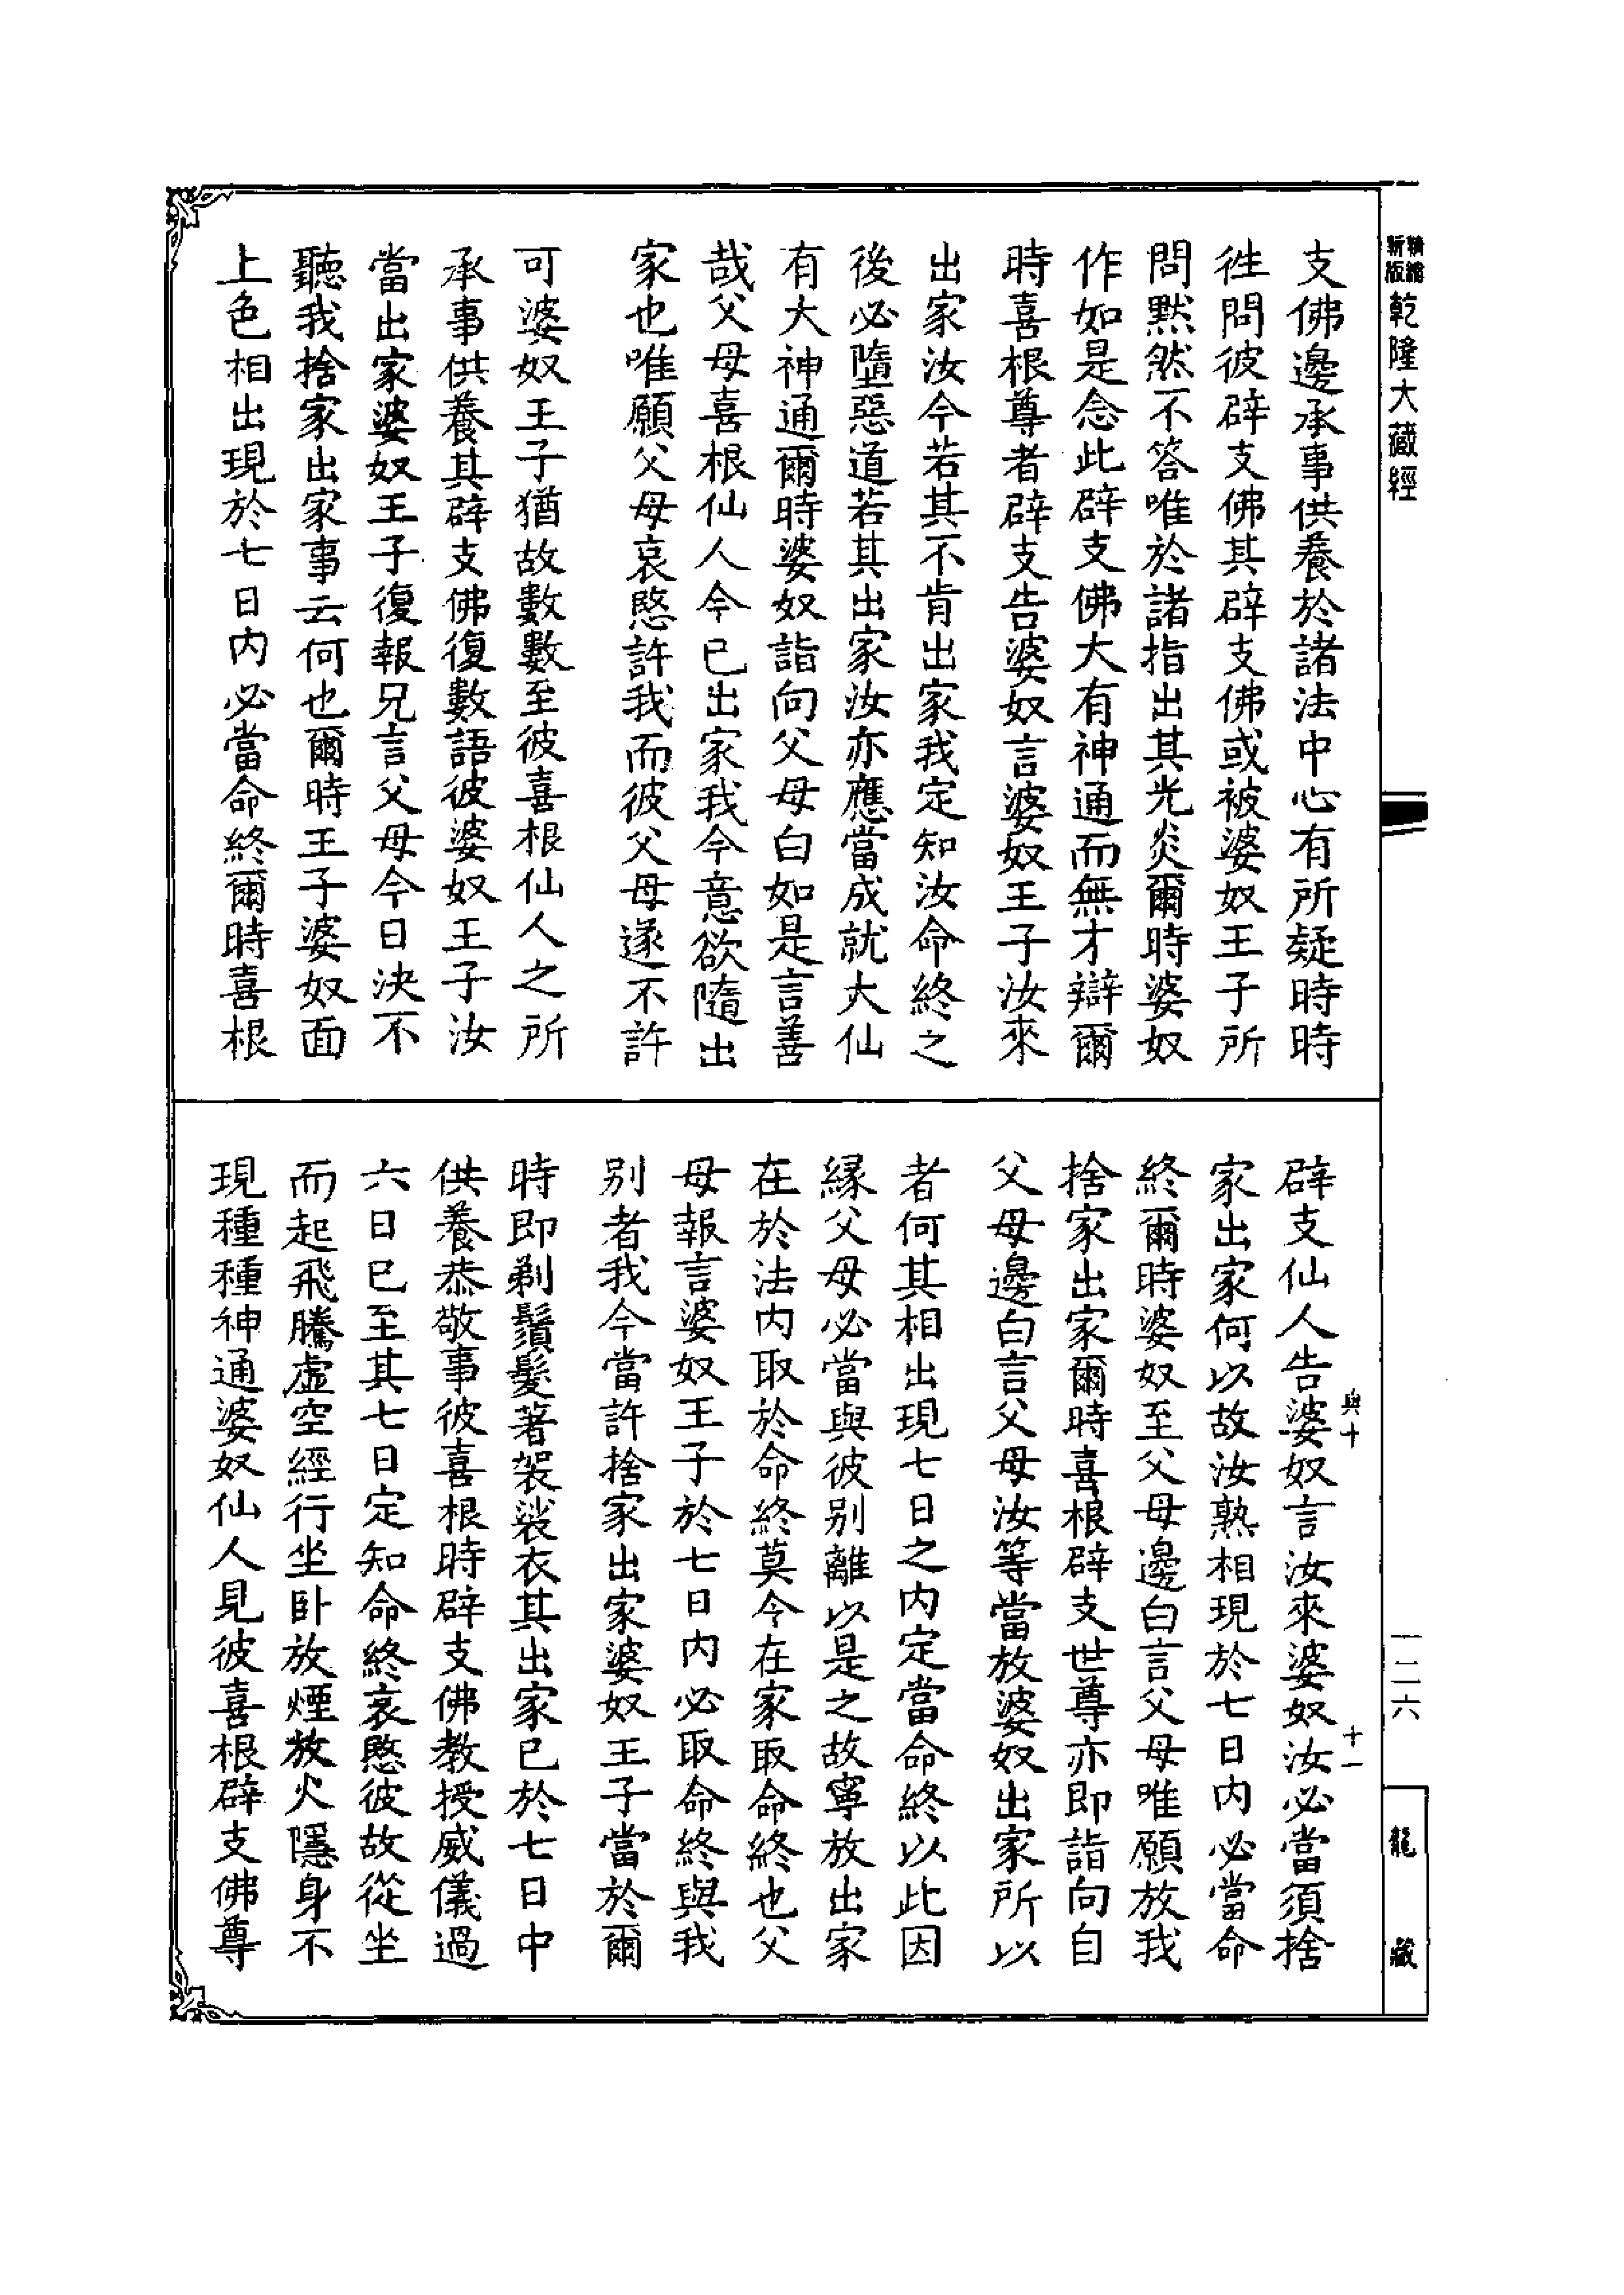 精縮
新版
乾隆大藏經
支佛邊承事供養於諸法中心有所疑時時
徃問彼辟支佛其辟支佛或被婆奴王子所
問黙然不答唯於諸指出其光炎爾時婆奴
作如是念此辟支佛大有神通而無才辯爾
時喜根尊者辟支告婆奴言婆奴王子汝來
出家汝今若其不肯出家我定知汝命終之
後必墮惡道若其出家汝亦應當成就大仙
有大神通爾時婆奴詣向父母白如是言善
哉父母喜根仙人今已出家我今意欲隨出
家也唯願父母哀愍許我而彼父母遂不許
可婆奴王子猶故數數至彼喜根仙人之所
承事供養其辟支佛復數語彼婆奴王子汝
當出家婆奴王子復報兄言父母今日決不
聽我捨家出家事云何也爾時王子婆奴面
上色相出現於七日內必當命終爾時喜根
辟支仙人告婆奴言汝來婆奴汝必當須捨
家出家何以故汝熟相現於七日內必當命
終爾時婆奴至父母邊白言父母唯願放我
捨家出家爾時喜根辟支世尊亦即詣向自
父母邊白言父母汝等當放婆奴出家所以
者何其相出現七日之內定當命終以此因
緣父母必當與彼別離以是之故寧放出家
在於法內取於命終莫令在家取命終也父
母報言婆奴王子於七日內必取命終與我
別者我今當許捨家出家婆奴王子當於爾
時即剃鬚髮著袈裟衣其出家已於七日中
供養恭敬事彼喜根時辟支佛教授威儀過
六日已至其七日定知命終哀愍彼故從坐
而起飛騰虛空經行坐臥放煙放火隱身不
現種種神通婆奴仙人見彼喜根辟支佛尊
與十
十一
一二六
龍藏